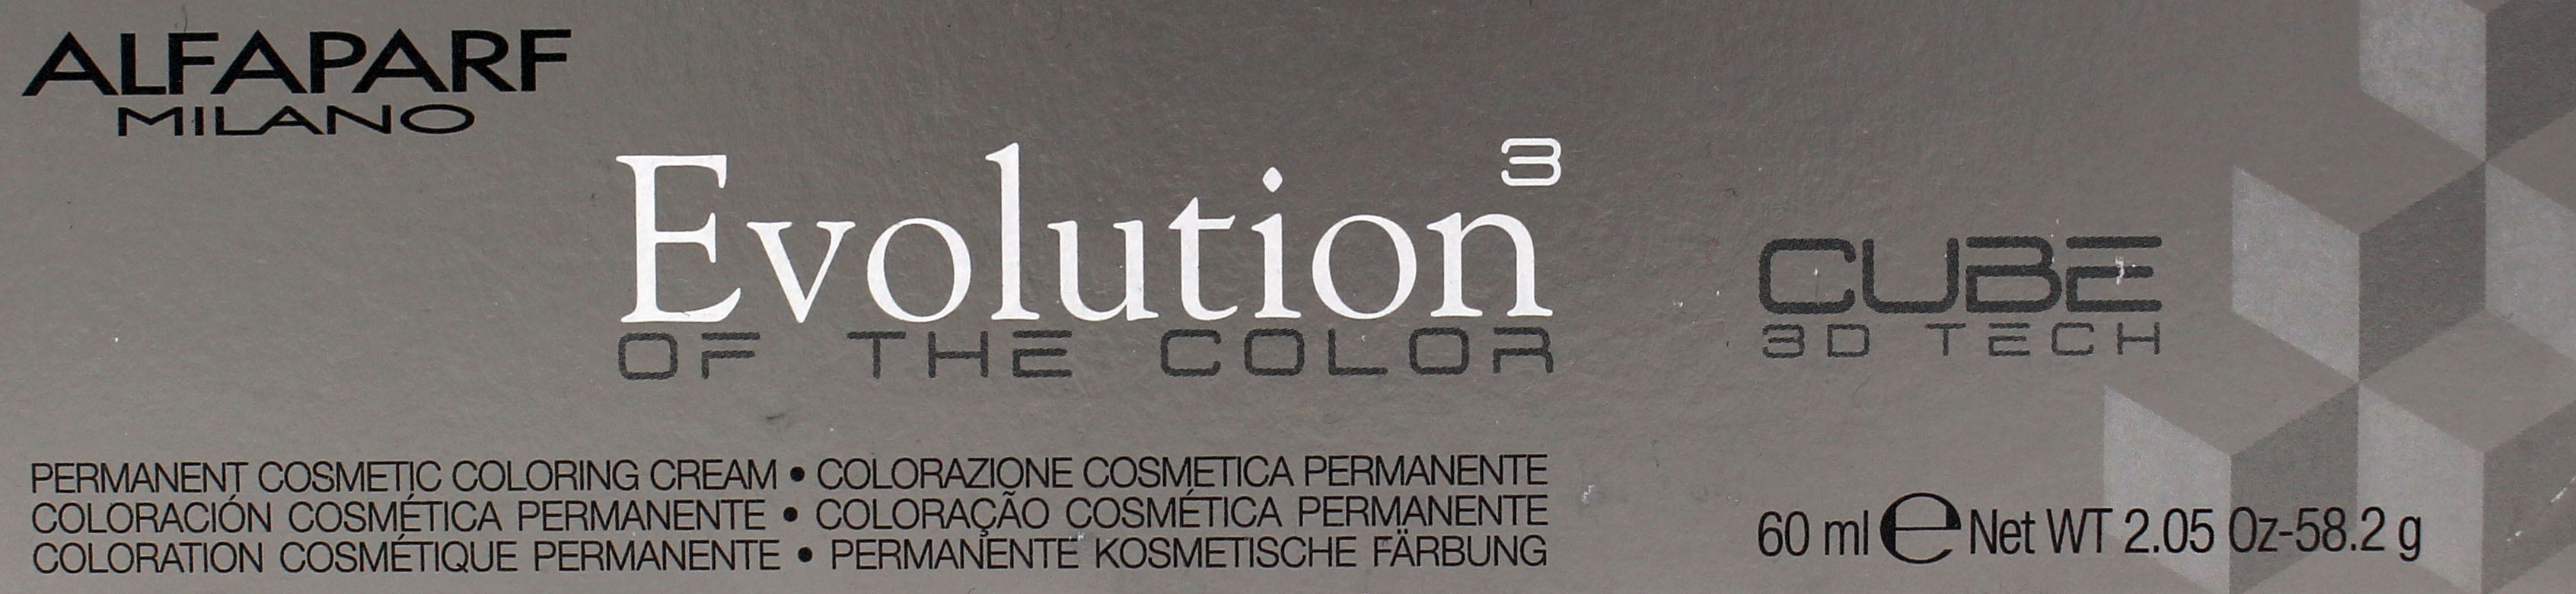 ALFAPARF
MILANO
Evolution³
OF THE COLOR
CUBE
3D TECH
PERMANENT COSMETIC COLORING CREAM • COLORAZIONE COSMETICA PERMANENTE
COLORACIÓN COSMÉTICA PERMANENTE • COLORAÇÃO COSMÉTICA PERMANENTE
COLORATION COSMÉTIQUE PERMANENTE • PERMANENTE KOSMETISCHE FÄRBUNG
60 ml ℮ Net WT 2.05 Oz-58.2 g